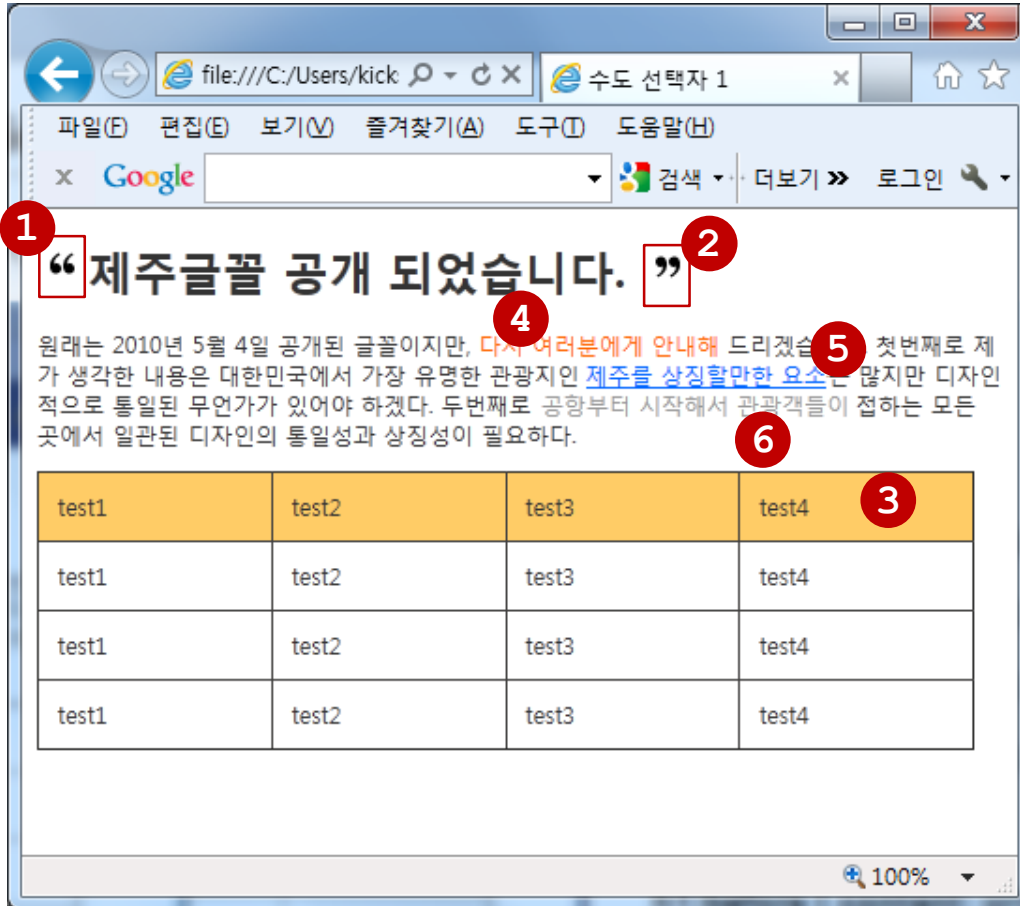 file:///C:/Users/kick
수도 선택자 1
파일(F) 편집(E) 보기(V) 즐겨찾기(A) 도구(T) 도움말(H)
x Google 검색 더보기 » 로그인
1
2
“ 제주글꼴 공개 되었습니다. ”
4
5
원래는 2010년 5월 4일 공개된 글꼴이지만, 다시 여러분에게 안내해 드리겠습 첫번째로 제
가 생각한 내용은 대한민국에서 가장 유명한 관광지인 제주를 상징할만한 요소는 많지만 디자인
적으로 통일된 무언가가 있어야 하겠다. 두번째로 공항부터 시작해서 관광객들이 접하는 모든
곳에서 일관된 디자인의 통일성과 상징성이 필요하다.
6
3
test1 test2 test3 test4
test1 test2 test3 test4
test1 test2 test3 test4
test1 test2 test3 test4
100%